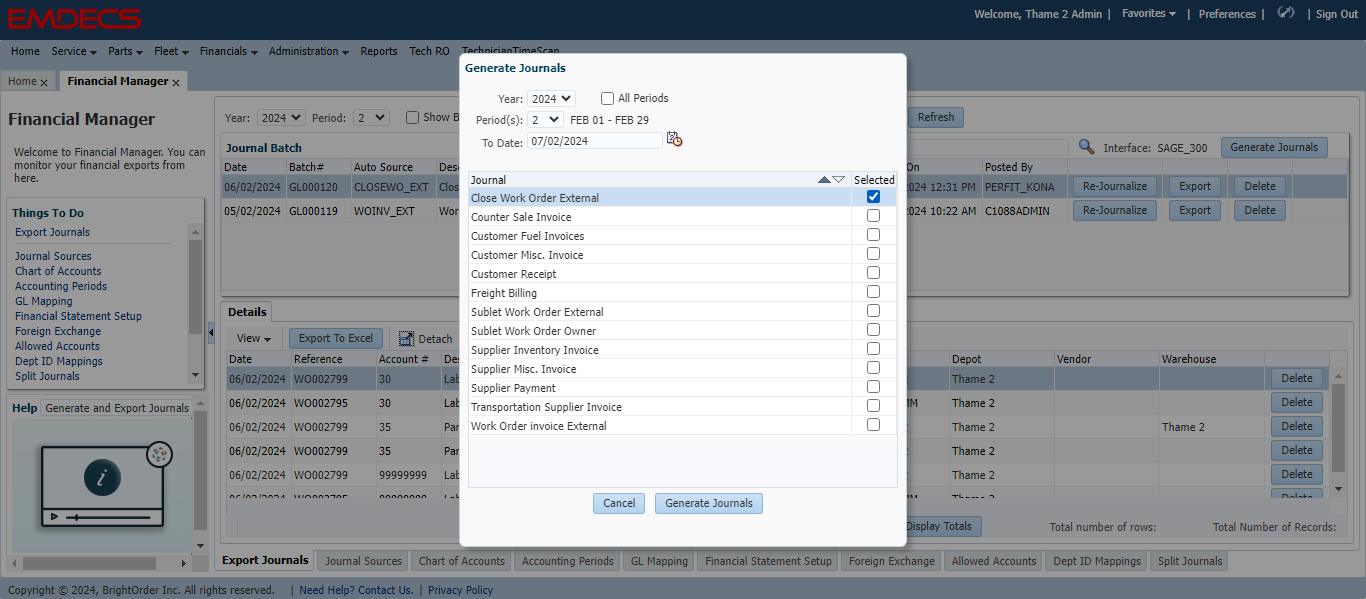 EMDECS
Welcome, Thame 2 Admin | Favorites | Preferences | | Sign Out
Home Service Parts Fleet Financials Administration Reports Tech RO TechnicianTimeScan
Home x Financial Manager x
Financial Manager
Welcome to Financial Manager. You can
monitor your financial exports from
here.
Things To Do
Export Journals
Journal Sources
Chart of Accounts
Accounting Periods
GL Mapping
Financial Statement Setup
Foreign Exchange
Allowed Accounts
Dept ID Mappings
Split Journals
Help Generate and Export Journals
i
Year: 2024 Period: 2 Show B Refresh
Journal Batch Interface: SAGE_300 Generate Journals
Date Batch# Auto Source On Posted By
06/02/2024 GL000120 CLOSEWO_EXT Clos 2024 12:31 PM PERFIT_KONA Re-Journalize Export Delete
05/02/2024 GL000119 WOINV_EXT Wor 2024 10:22 AM C1088ADMIN Re-Journalize Export Delete
Generate Journals
Year: 2024 All Periods
Period(s): 2 FEB 01 - FEB 29
To Date: 07/02/2024
Journal Selected
Close Work Order External
Counter Sale Invoice
Customer Fuel Invoices
Customer Misc. Invoice
Customer Receipt
Freight Billing
Sublet Work Order External
Sublet Work Order Owner
Supplier Inventory Invoice
Supplier Misc. Invoice
Supplier Payment
Transportation Supplier Invoice
Work Order invoice External
Cancel Generate Journals
Details
View Export To Excel Detach
Date Reference Account # Depot Vendor Warehouse
06/02/2024 WO002799 30 Lab Thame 2 Delete
06/02/2024 WO002795 30 Lab Thame 2 Delete
06/02/2024 WO002799 35 Par Thame 2 Thame 2 Delete
06/02/2024 WO002799 35 Par Thame 2 Delete
06/02/2024 WO002799 99999999 Lab Thame 2 Delete
06/02/2024 WO002795 99999999 Lab Thame 2 Delete
Display Totals Total number of rows: Total Number of Records:
Export Journals Journal Sources Chart of Accounts Accounting Periods GL Mapping Financial Statement Setup Foreign Exchange Allowed Accounts Dept ID Mappings Split Journals
Copyright © 2024, BrightOrder Inc. All rights reserved. | Need Help? Contact Us. | Privacy Policy